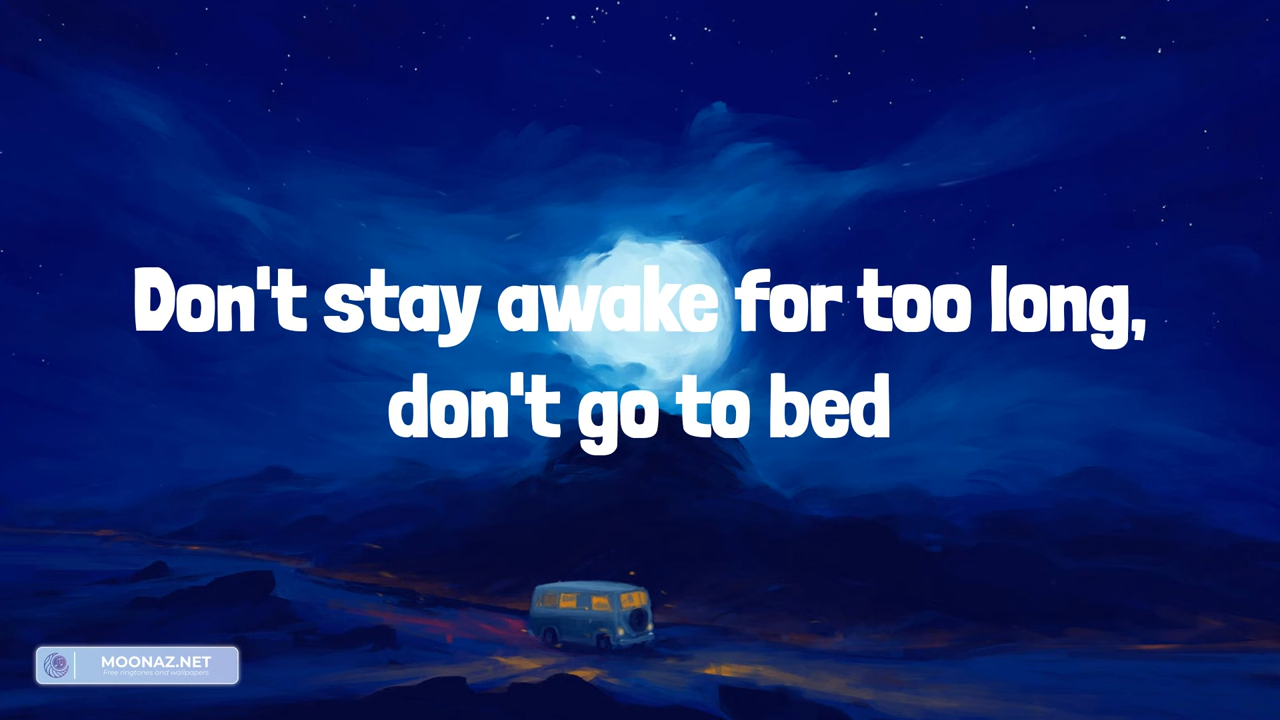 Don't stay awake for too long,
don't go to bed
MOONAZ.NET
Free ringtones and wallpapers